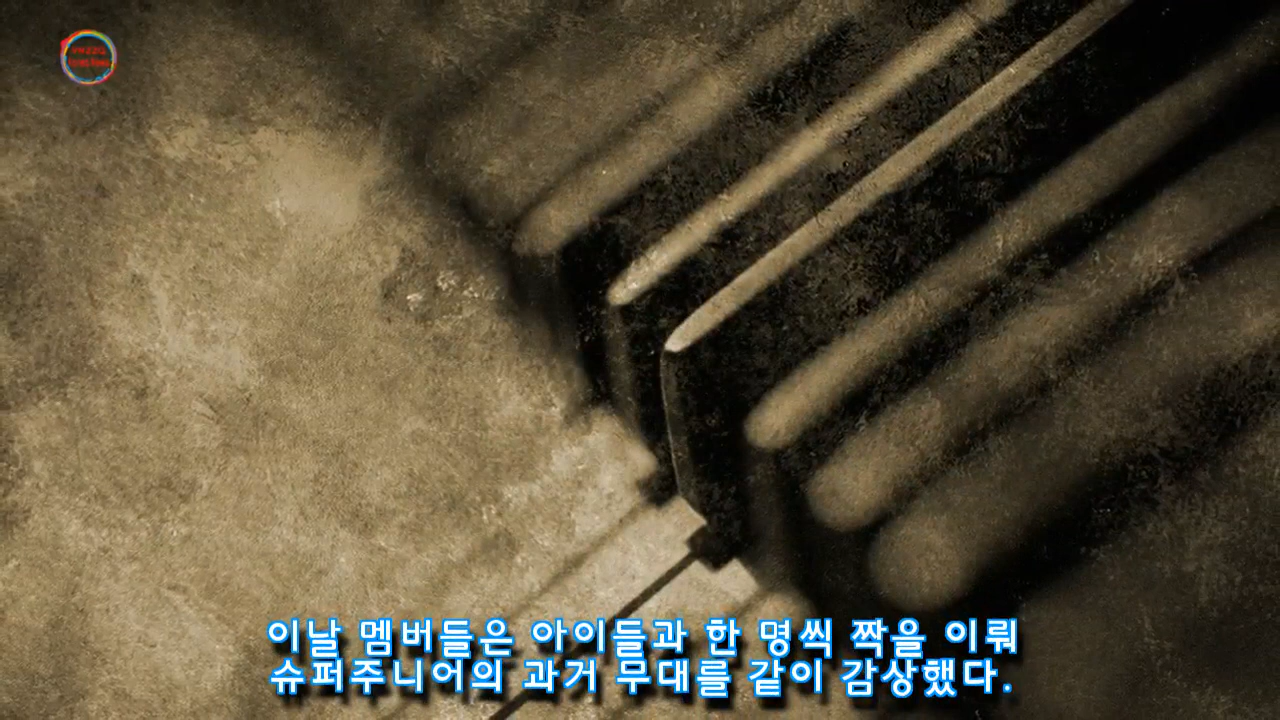 이날 멤버들은 아이들과 한 명씩 짝을 이뤄
슈퍼주니어의 과거 무대를 같이 감상했다.